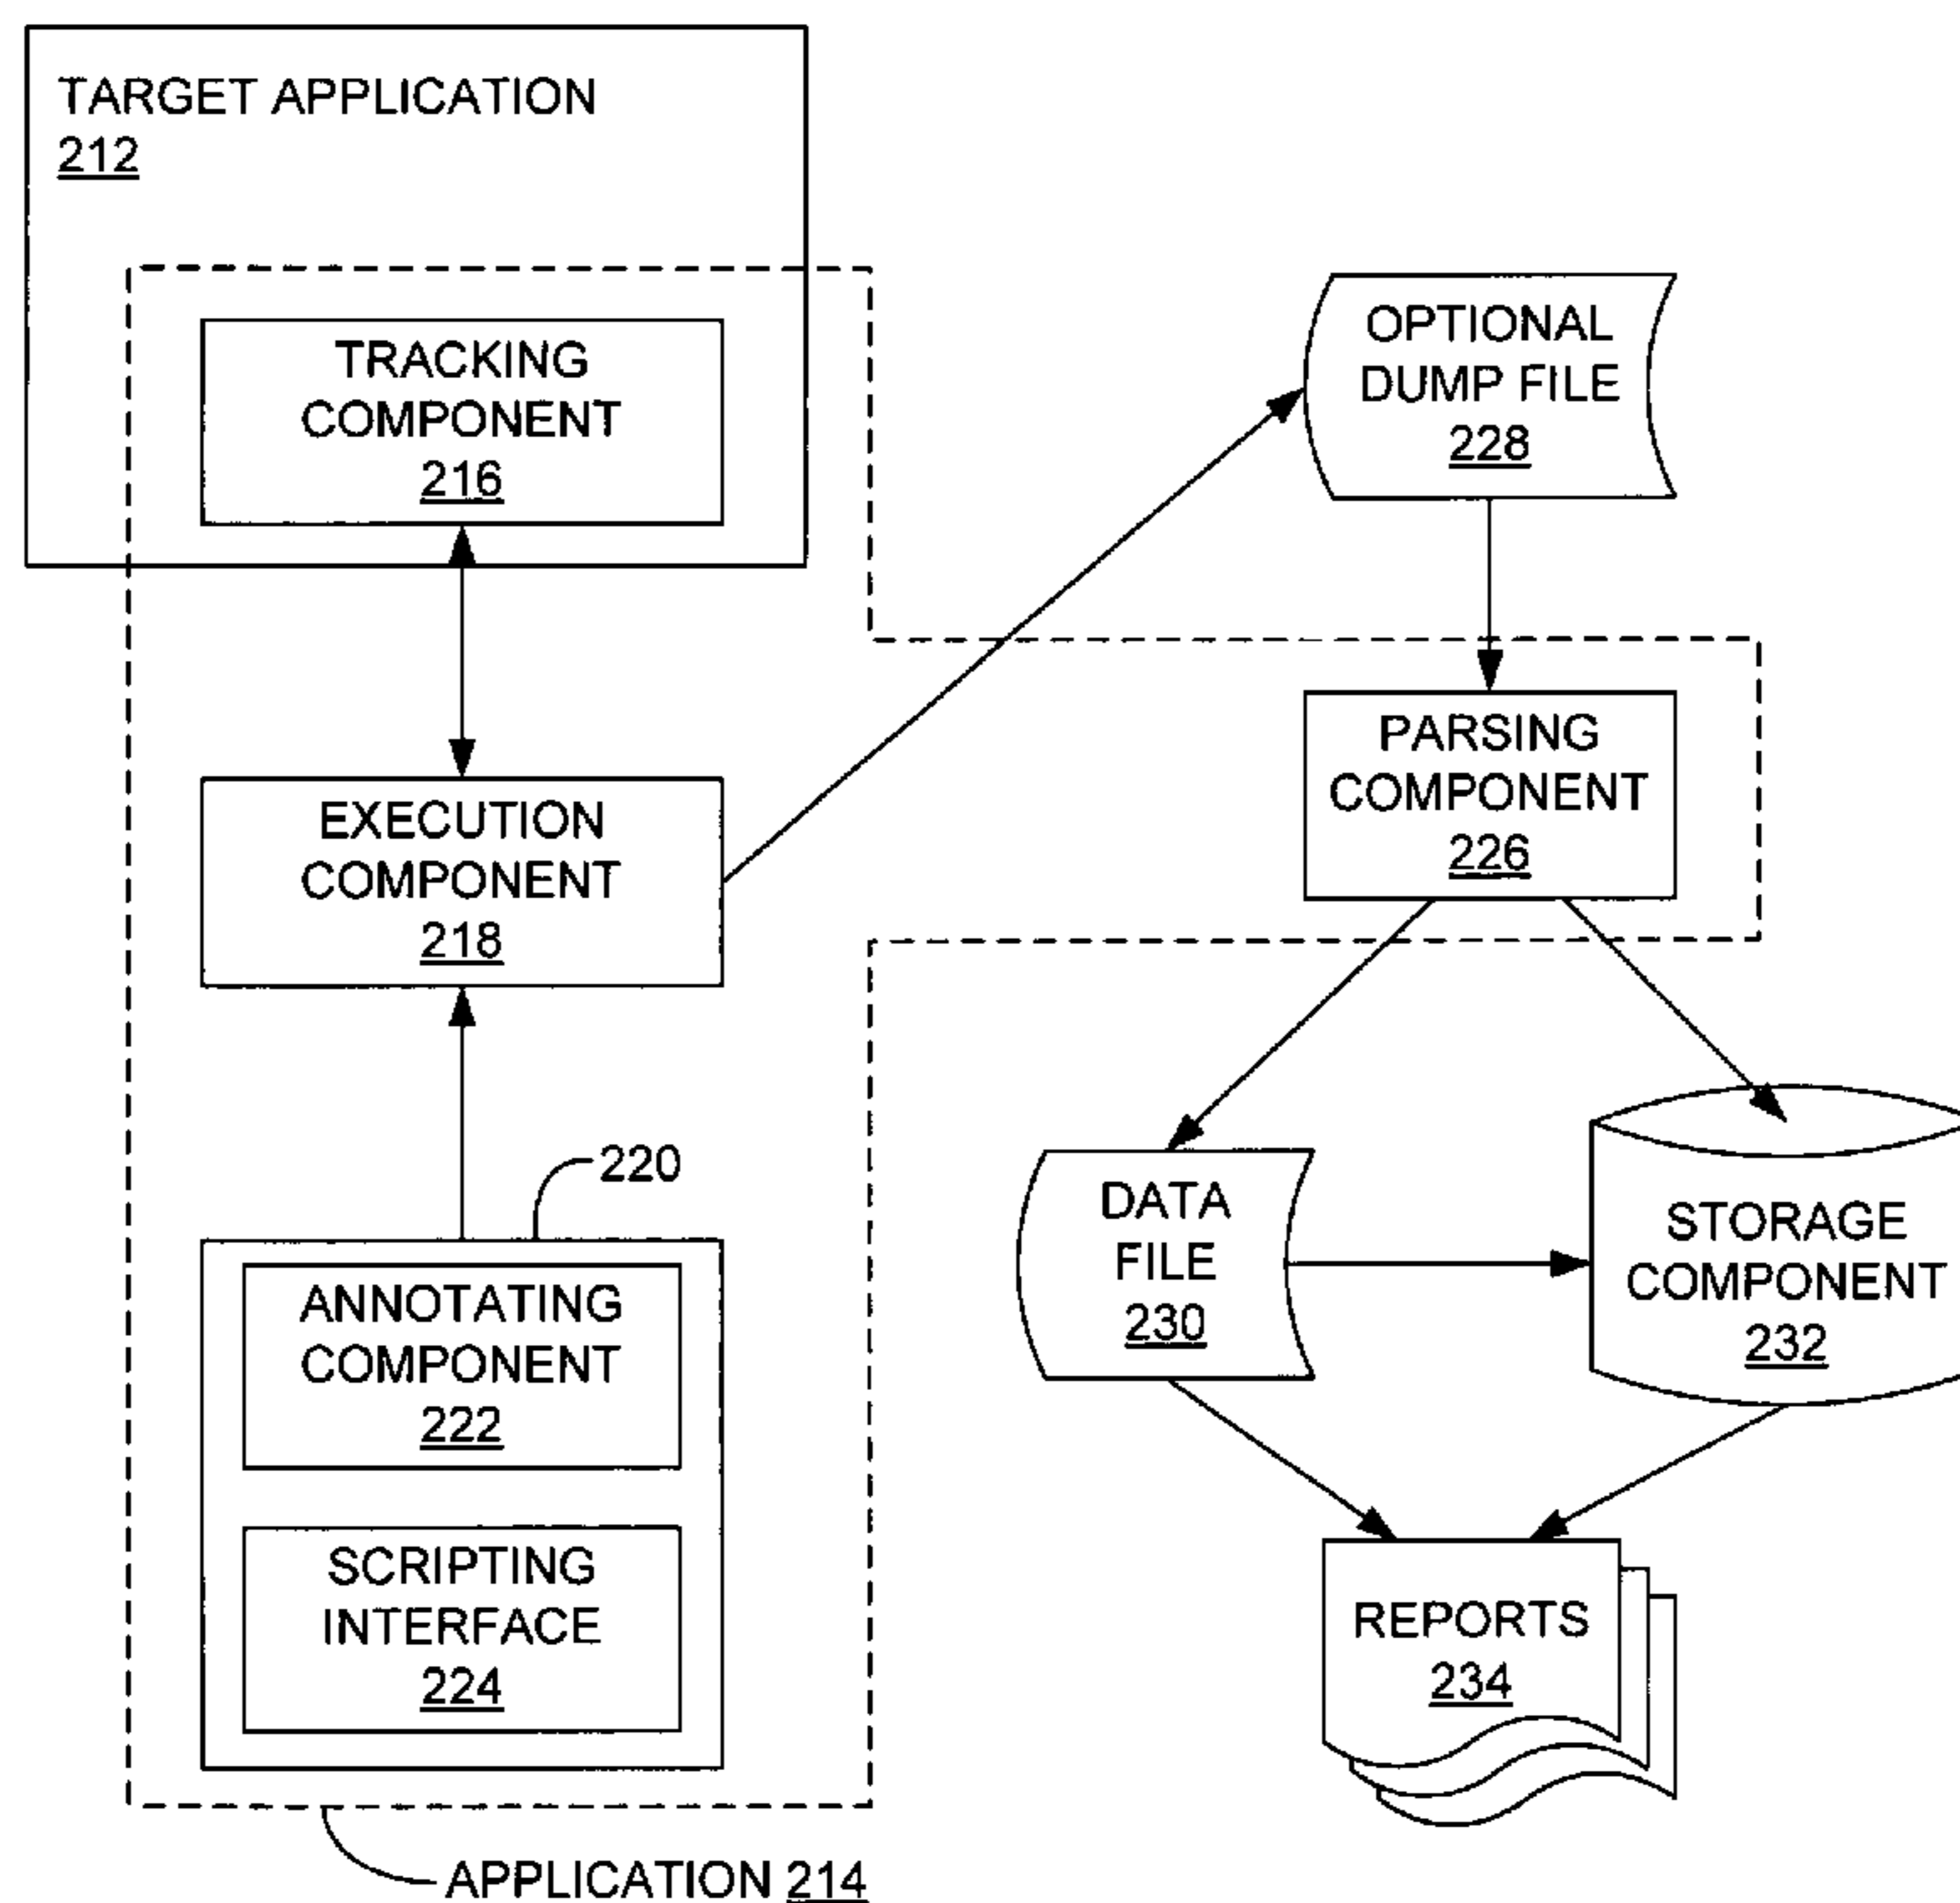 TARGET APPLICATION
212
TRACKING
COMPONENT
216
OPTIONAL
DUMP FILE
228
EXECUTION
COMPONENT
218
PARSING
COMPONENT
226
220
ANNOTATING
COMPONENT
222
SCRIPTING
INTERFACE
224
DATA
FILE
230
STORAGE
COMPONENT
232
REPORTS
234
APPLICATION 214